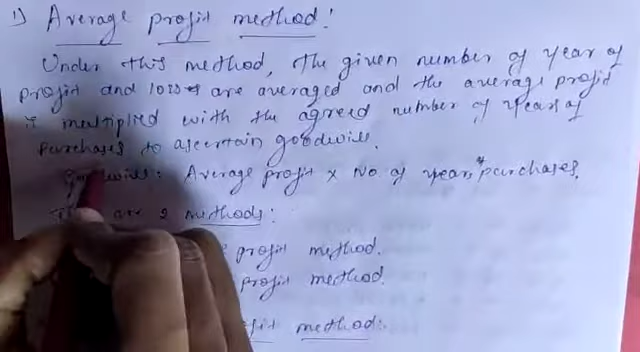 1) Average profit method:
Under this method, the given number of year of
profit and loss are averaged and the average profit
is multiplied with the agreed number of years of
purchases to ascertain goodwill.
Goodwill: Average profit x No. of years' purchases.
are 2 methods:
profit method.
profit method.
method: